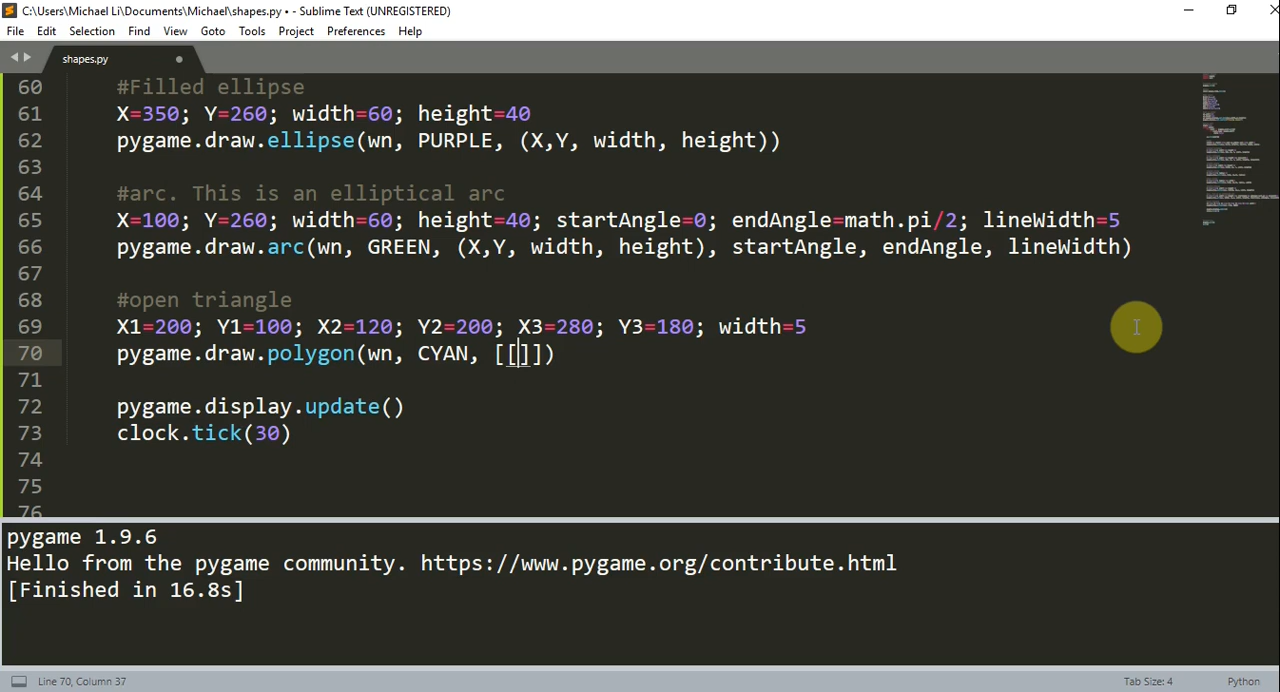 C:\Users\Michael Li\Documents\Michael\shapes.py • - Sublime Text (UNREGISTERED)
File Edit Selection Find View Goto Tools Project Preferences Help
shapes.py
60 #Filled ellipse
61 X=350; Y=260; width=60; height=40
62 pygame.draw.ellipse(wn, PURPLE, (X,Y, width, height))
63
64 #arc. This is an elliptical arc
65 X=100; Y=260; width=60; height=40; startAngle=0; endAngle=math.pi/2; lineWidth=5
66 pygame.draw.arc(wn, GREEN, (X,Y, width, height), startAngle, endAngle, lineWidth)
67
68 #open triangle
69 X1=200; Y1=100; X2=120; Y2=200; X3=280; Y3=180; width=5
70 pygame.draw.polygon(wn, CYAN, [[]])
71
72 pygame.display.update()
73 clock.tick(30)
74
75
76
pygame 1.9.6
Hello from the pygame community. https://www.pygame.org/contribute.html
[Finished in 16.8s]
Line 70, Column 37 Tab Size: 4 Python